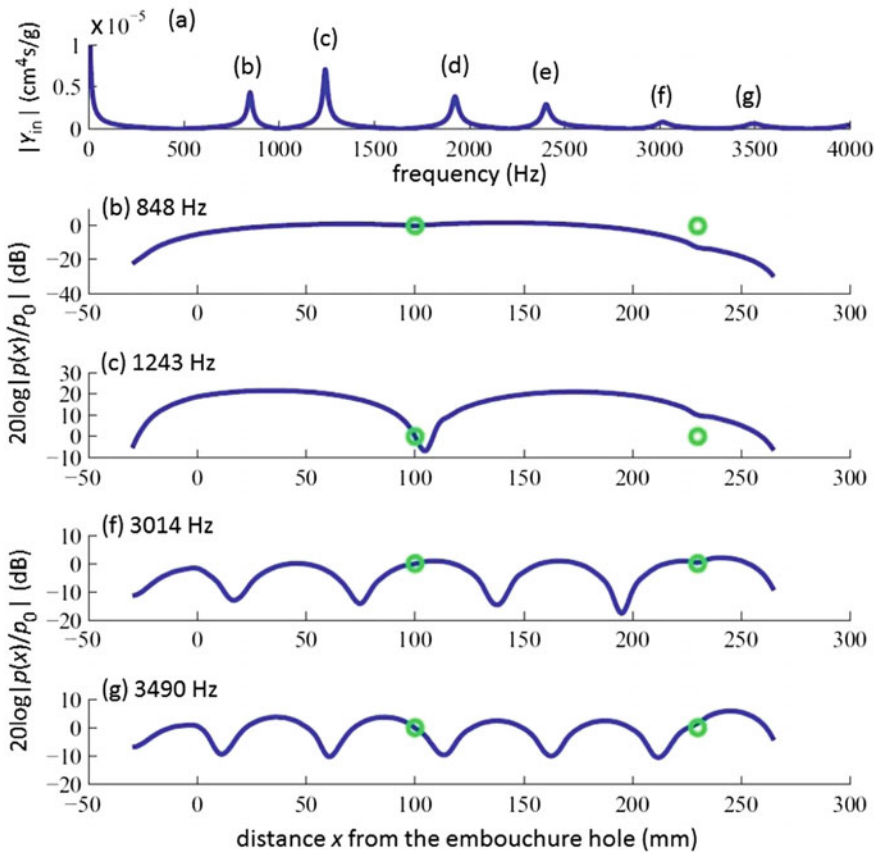 x 10⁻⁵ (a)
|Y_in| (cm⁴s/g)
1
0.5
0
(b) (c) (d) (e) (f) (g)
0 500 1000 1500 2000 2500 3000 3500 4000
frequency (Hz)
20log|p(x)/p₀| (dB)
(b) 848 Hz
0
−20
−40
−50 0 50 100 150 200 250 300
(c) 1243 Hz
30
20
10
0
−10
−50 0 50 100 150 200 250 300
20log|p(x)/p₀| (dB)
(f) 3014 Hz
10
0
−10
−20
−50 0 50 100 150 200 250 300
(g) 3490 Hz
10
0
−10
−20
−50 0 50 100 150 200 250 300
distance x from the embouchure hole (mm)